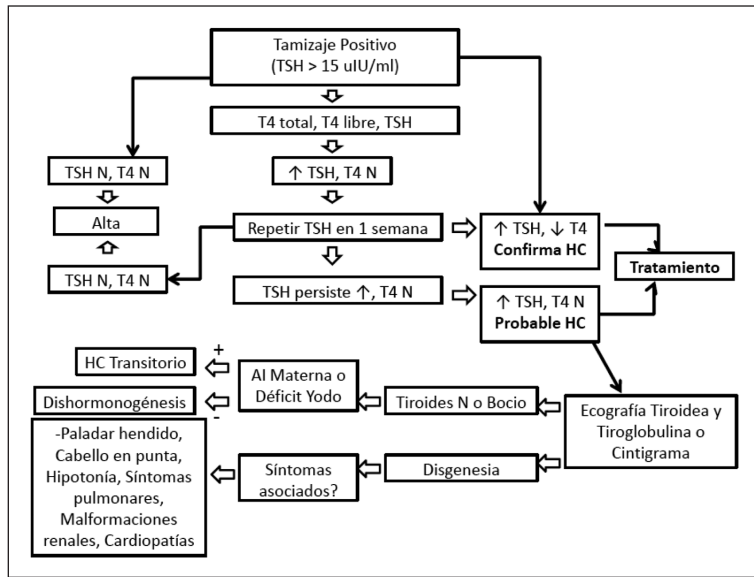 Tamizaje Positivo
(TSH > 15 uIU/ml)
T4 total, T4 libre, TSH
TSH N, T4 N
↑ TSH, T4 N
Alta
Repetir TSH en 1 semana
↑ TSH, ↓ T4
Confirma HC
Tratamiento
TSH N, T4 N
TSH persiste ↑, T4 N
↑ TSH, T4 N
Probable HC
HC Transitorio
+
AI Materna o
Déficit Yodo
Tiroides N o Bocio
Ecografía Tiroidea y
Tiroglobulina o
Cintigrama
Dishormonogénesis
-
-Paladar hendido,
Cabello en punta,
Hipotonía, Síntomas
pulmonares,
Malformaciones
renales, Cardiopatías
Síntomas
asociados?
Disgenesia